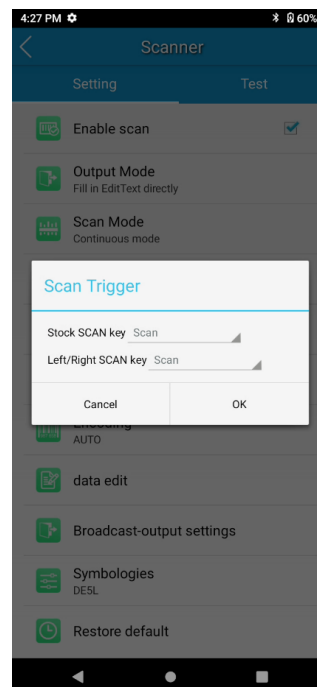 4:27 PM
60%
Scanner
Setting
Test
Enable scan
Output Mode
Fill in EditText directly
Scan Mode
Continuous mode
Scan Trigger
Stock SCAN key Scan
Left/Right SCAN key Scan
Cancel
OK
Encoding
AUTO
data edit
Broadcast-output settings
Symbologies
DE5L
Restore default